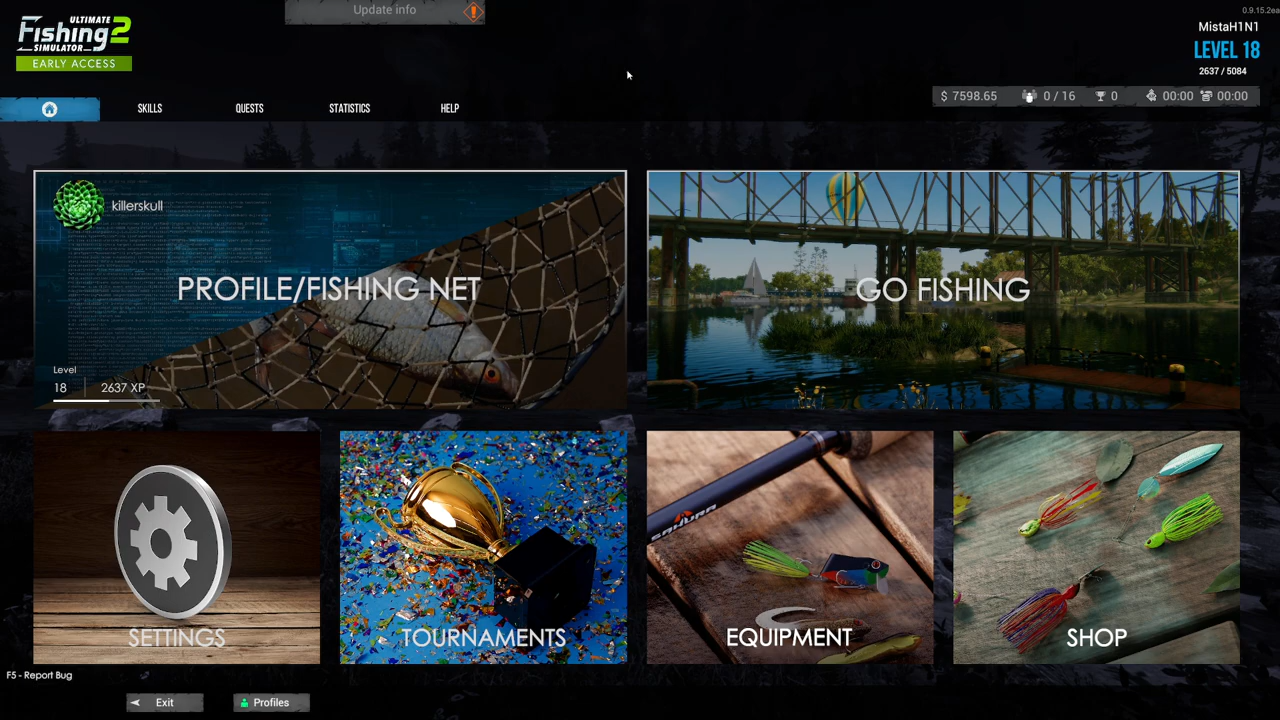 Update info
0.9.15.2ea
ULTIMATE
Fishing 2
SIMULATOR
EARLY ACCESS
MistaH1N1
LEVEL 18
2637 / 5084
$ 7598.65 0 / 16 0 00:00 00:00
SKILLS QUESTS STATISTICS HELP
killerskull
PROFILE/FISHING NET
GO FISHING
Level
18 2637 XP
SAKURA
SETTINGS
TOURNAMENTS
EQUIPMENT
SHOP
F5 - Report Bug
Exit
Profiles